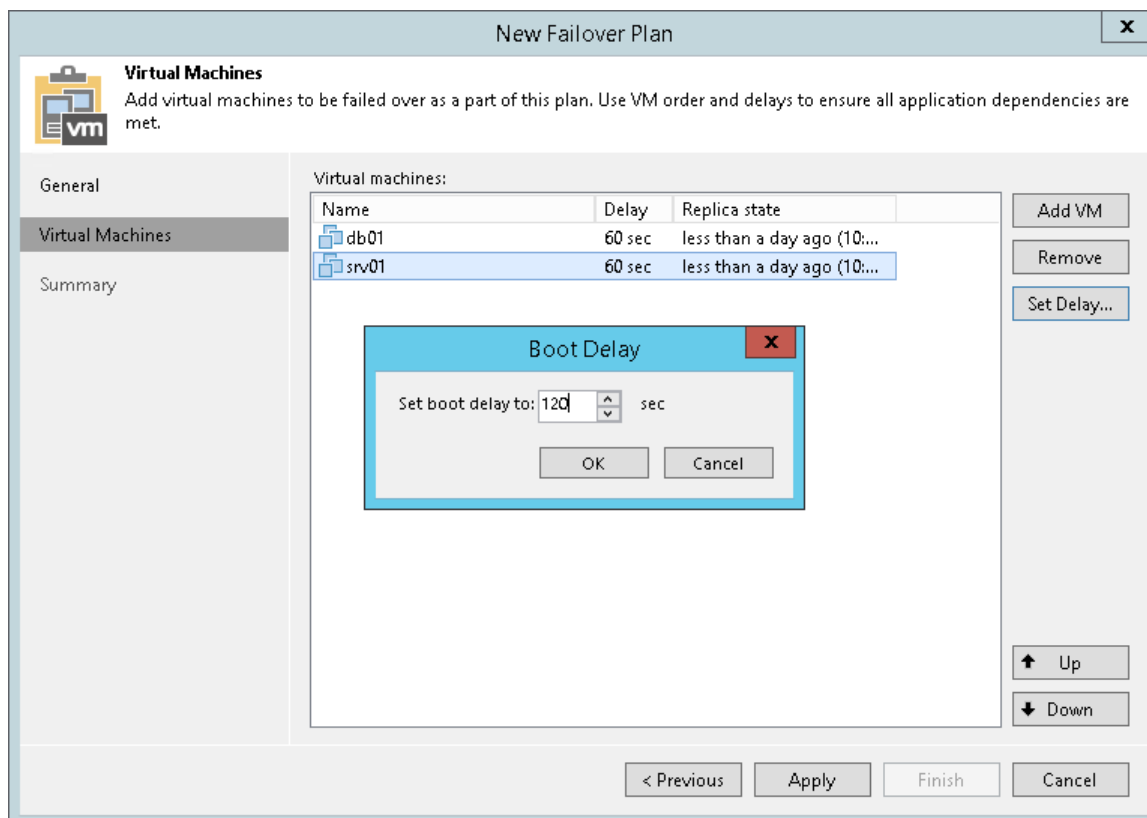 New Failover Plan
x
Virtual Machines
Add virtual machines to be failed over as a part of this plan. Use VM order and delays to ensure all application dependencies are
met.
vm
General
Virtual Machines
Summary
Virtual machines:
Name Delay Replica state
db01 60 sec less than a day ago (10:...
srv01 60 sec less than a day ago (10:...
Add VM
Remove
Set Delay...
Boot Delay
x
Set boot delay to: 120 sec
OK Cancel
Up
Down
< Previous Apply Finish Cancel